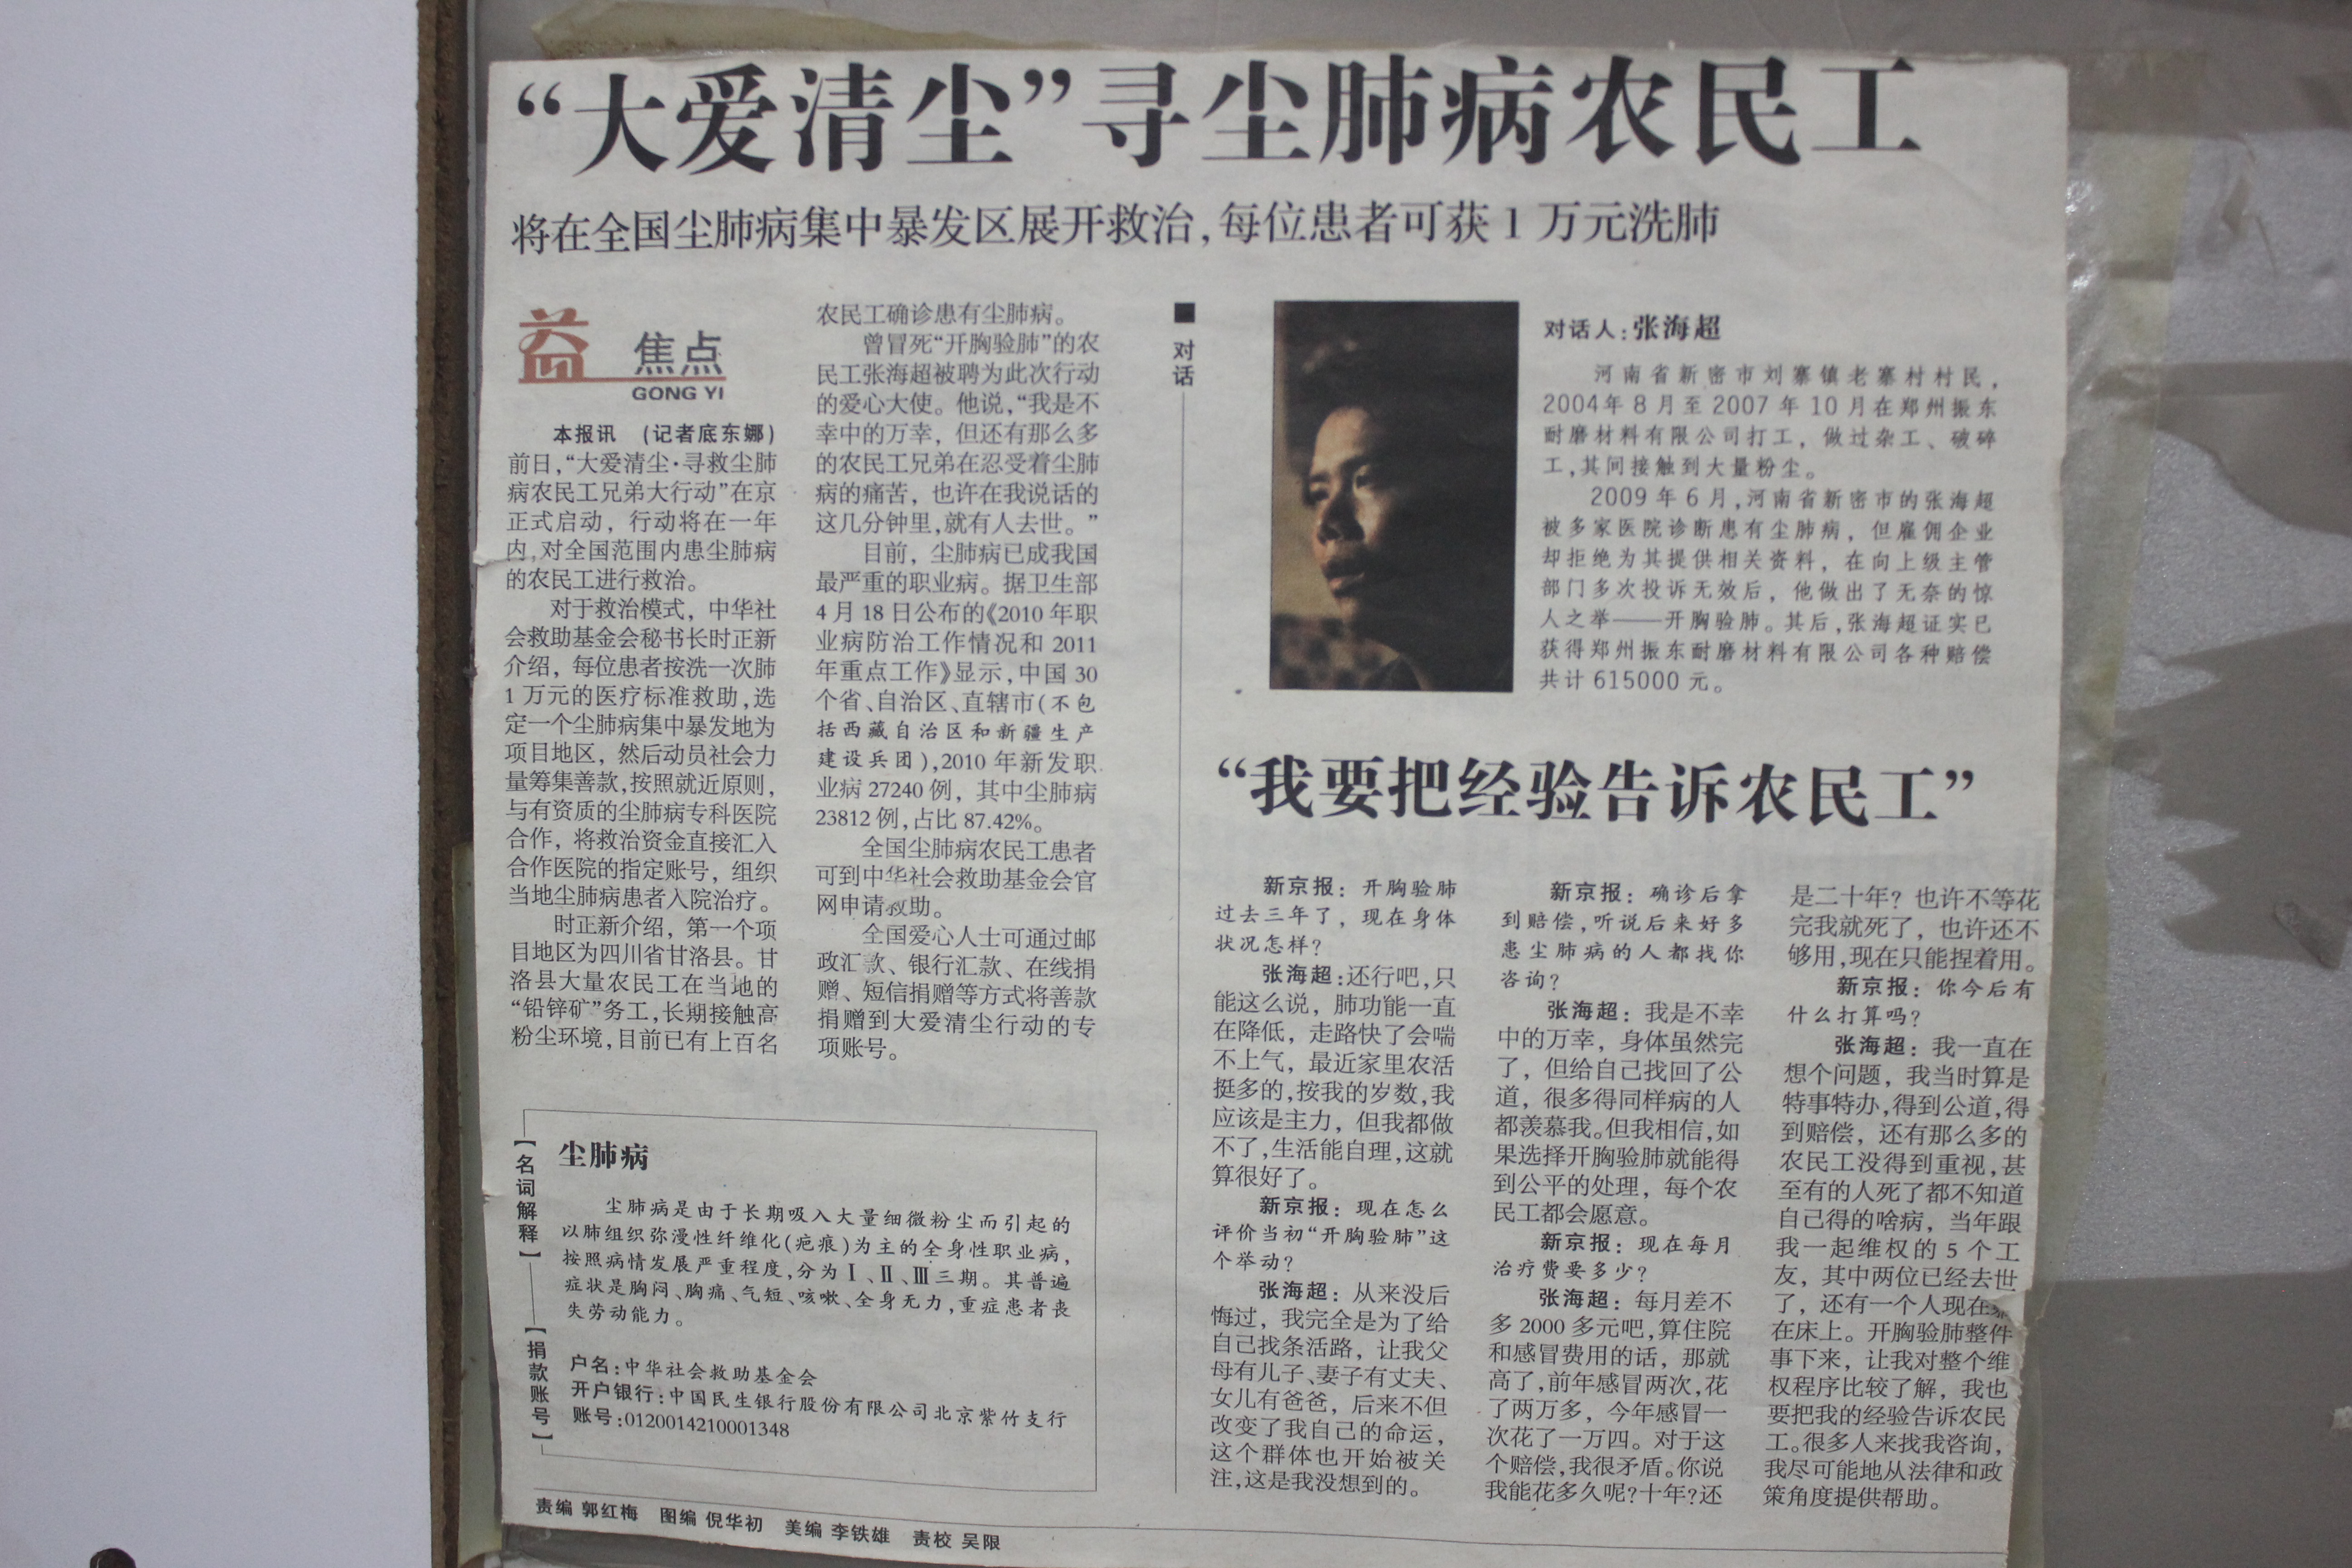 “大爱清尘”寻尘肺病农民工
将在全国尘肺病集中暴发区展开救治,每位患者可获1万元洗肺
益 焦点
GONG YI
本报讯 (记者底东娜)
前日,“大爱清尘·寻救尘肺
病农民工兄弟大行动”在京
正式启动，行动将在一年
内,对全国范围内患尘肺病
的农民工进行救治。
对于救治模式，中华社
会救助基金会秘书长时正新
介绍，每位患者按洗一次肺
1万元的医疗标准救助,选
定一个尘肺病集中暴发地为
项目地区，然后动员社会力
量筹集善款,按照就近原则，
与有资质的尘肺病专科医院
合作，将救治资金直接汇入
合作医院的指定账号，组织
当地尘肺病患者入院治疗。
时正新介绍，第一个项
目地区为四川省甘洛县。甘
洛县大量农民工在当地的
“铅锌矿”务工,长期接触高
粉尘环境,目前已有上百名
农民工确诊患有尘肺病。
曾冒死“开胸验肺”的农
民工张海超被聘为此次行动
的爱心大使。他说,“我是不
幸中的万幸，但还有那么多
的农民工兄弟在忍受着尘肺
病的痛苦，也许在我说话的
这几分钟里,就有人去世。”
目前，尘肺病已成我国
最严重的职业病。据卫生部
4月18日公布的《2010年职
业病防治工作情况和2011
年重点工作》显示,中国30
个省、自治区、直辖市(不包
括西藏自治区和新疆生产
建设兵团),2010年新发职
业病27240例，其中尘肺病
23812例,占比87.42%。
全国尘肺病农民工患者
可到中华社会救助基金会官
网申请救助。
全国爱心人士可通过邮
政汇款、银行汇款、在线捐
赠、短信捐赠等方式将善款
捐赠到大爱清尘行动的专
项账号。
【名词解释】
尘肺病
尘肺病是由于长期吸入大量细微粉尘而引起的
以肺组织弥漫性纤维化(疤痕)为主的全身性职业病，
按照病情发展严重程度,分为Ⅰ、Ⅱ、Ⅲ三期。其普遍
症状是胸闷、胸痛、气短、咳嗽、全身无力,重症患者丧
失劳动能力。
【捐款账号】
户名:中华社会救助基金会
开户银行:中国民生银行股份有限公司北京紫竹支行
账号:0120014210001348
责编 郭红梅 图编 倪华初 美编 李铁雄 责校 吴限
■对话
对话人:张海超
河南省新密市刘寨镇老寨村村民，
2004年8月至2007年10月在郑州振东
耐磨材料有限公司打工，做过杂工、破碎
工,其间接触到大量粉尘。
2009年6月,河南省新密市的张海超
被多家医院诊断患有尘肺病，但雇佣企业
却拒绝为其提供相关资料，在向上级主管
部门多次投诉无效后，他做出了无奈的惊
人之举——开胸验肺。其后,张海超证实已
获得郑州振东耐磨材料有限公司各种赔偿
共计615000元。
“我要把经验告诉农民工”
新京报：开胸验肺
过去三年了，现在身体
状况怎样?
张海超:还行吧,只
能这么说，肺功能一直
在降低，走路快了会喘
不上气，最近家里农活
挺多的,按我的岁数,我
应该是主力，但我都做
不了,生活能自理,这就
算很好了。
新京报：现在怎么
评价当初“开胸验肺”这
个举动?
张海超：从来没后
悔过，我完全是为了给
自己找条活路，让我父
母有儿子、妻子有丈夫、
女儿有爸爸，后来不但
改变了我自己的命运，
这个群体也开始被关
注,这是我没想到的。
新京报：确诊后拿
到赔偿,听说后来好多
患尘肺病的人都找你
咨询?
张海超：我是不幸
中的万幸，身体虽然完
了，但给自己找回了公
道，很多得同样病的人
都羡慕我。但我相信,如
果选择开胸验肺就能得
到公平的处理，每个农
民工都会愿意。
新京报：现在每月
治疗费要多少?
张海超：每月差不
多2000多元吧,算住院
和感冒费用的话，那就
高了,前年感冒两次,花
了两万多，今年感冒一
次花了一万四。对于这
个赔偿,我很矛盾。你说
我能花多久呢?十年?还
是二十年？也许不等花
完我就死了，也许还不
够用,现在只能捏着用。
新京报：你今后有
什么打算吗?
张海超：我一直在
想个问题，我当时算是
特事特办,得到公道,得
到赔偿，还有那么多的
农民工没得到重视,甚
至有的人死了都不知道
自己得的啥病，当年跟
我一起维权的5个工
友，其中两位已经去世
了，还有一个人现在
在床上。开胸验肺整件
事下来，让我对整个维
权程序比较了解，我也
要把我的经验告诉农民
工。很多人来找我咨询，
我尽可能地从法律和政
策角度提供帮助。